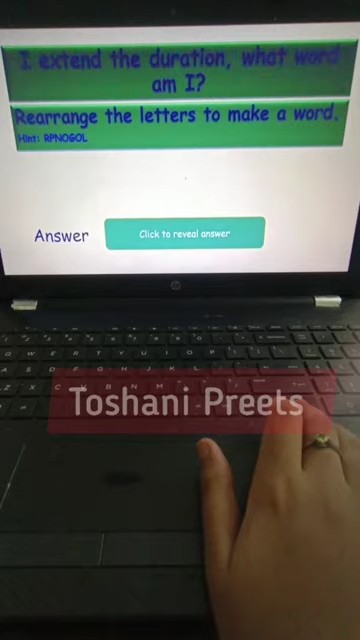 I extend the duration, what word
am I?
Rearrange the letters to make a word.
Hint: RPNOGOL
Answer
Click to reveal answer
hp
Toshani Preets